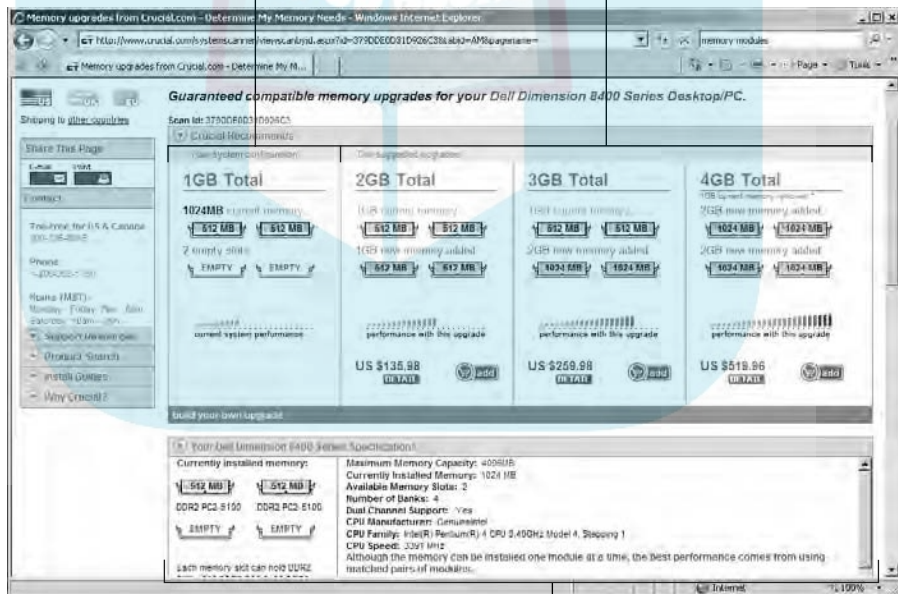 Memory upgrades from Crucial.com - Determine My Memory Needs - Windows Internet Explorer
memory modules
Memory upgrades from Crucial.com - Determine My M...
Page
Tools
US
UK
EU
Shipping to other countries
Guaranteed compatible memory upgrades for your Dell Dimension 8400 Series Desktop/PC.
Scan Id:
Share This Page
E-mail
Print
Contact
Toll-free for US & Canada
Phone
Hours (MST):
Product Search
Install Guides
Why Crucial?
1GB Total
1024MB current memory
512 MB 512 MB
2 empty slots
EMPTY EMPTY
current system performance
2GB Total
1GB current memory
512 MB 512 MB
1GB new memory added
512 MB 512 MB
performance with this upgrade
US $135.98
DETAIL
add
3GB Total
1GB current memory
512 MB 512 MB
2GB new memory added
1024 MB 1024 MB
performance with this upgrade
US $259.98
DETAIL
add
4GB Total
2GB new memory added
1024 MB 1024 MB
2GB new memory added
1024 MB 1024 MB
performance with this upgrade
US $519.96
DETAIL
add
build your own upgrade
Your Dell Dimension 8400 Series Specifications
Currently installed memory:
512 MB 512 MB
DDR2 PC2-5100 DDR2 PC2-5100
EMPTY EMPTY
Each memory slot can hold DDR2
Maximum Memory Capacity: 4096MB
Currently Installed Memory: 1024 MB
Available Memory Slots: 2
Number of Banks: 4
Dual Channel Support: Yes
CPU Manufacturer: GenuineIntel
CPU Family: Intel(R) Pentium(R) 4 CPU 3.40GHz Model 4, Stepping 1
CPU Speed: 3391 MHz
Although the memory can be installed one module at a time, the best performance comes from using
matched pairs of modules.
Internet
100%